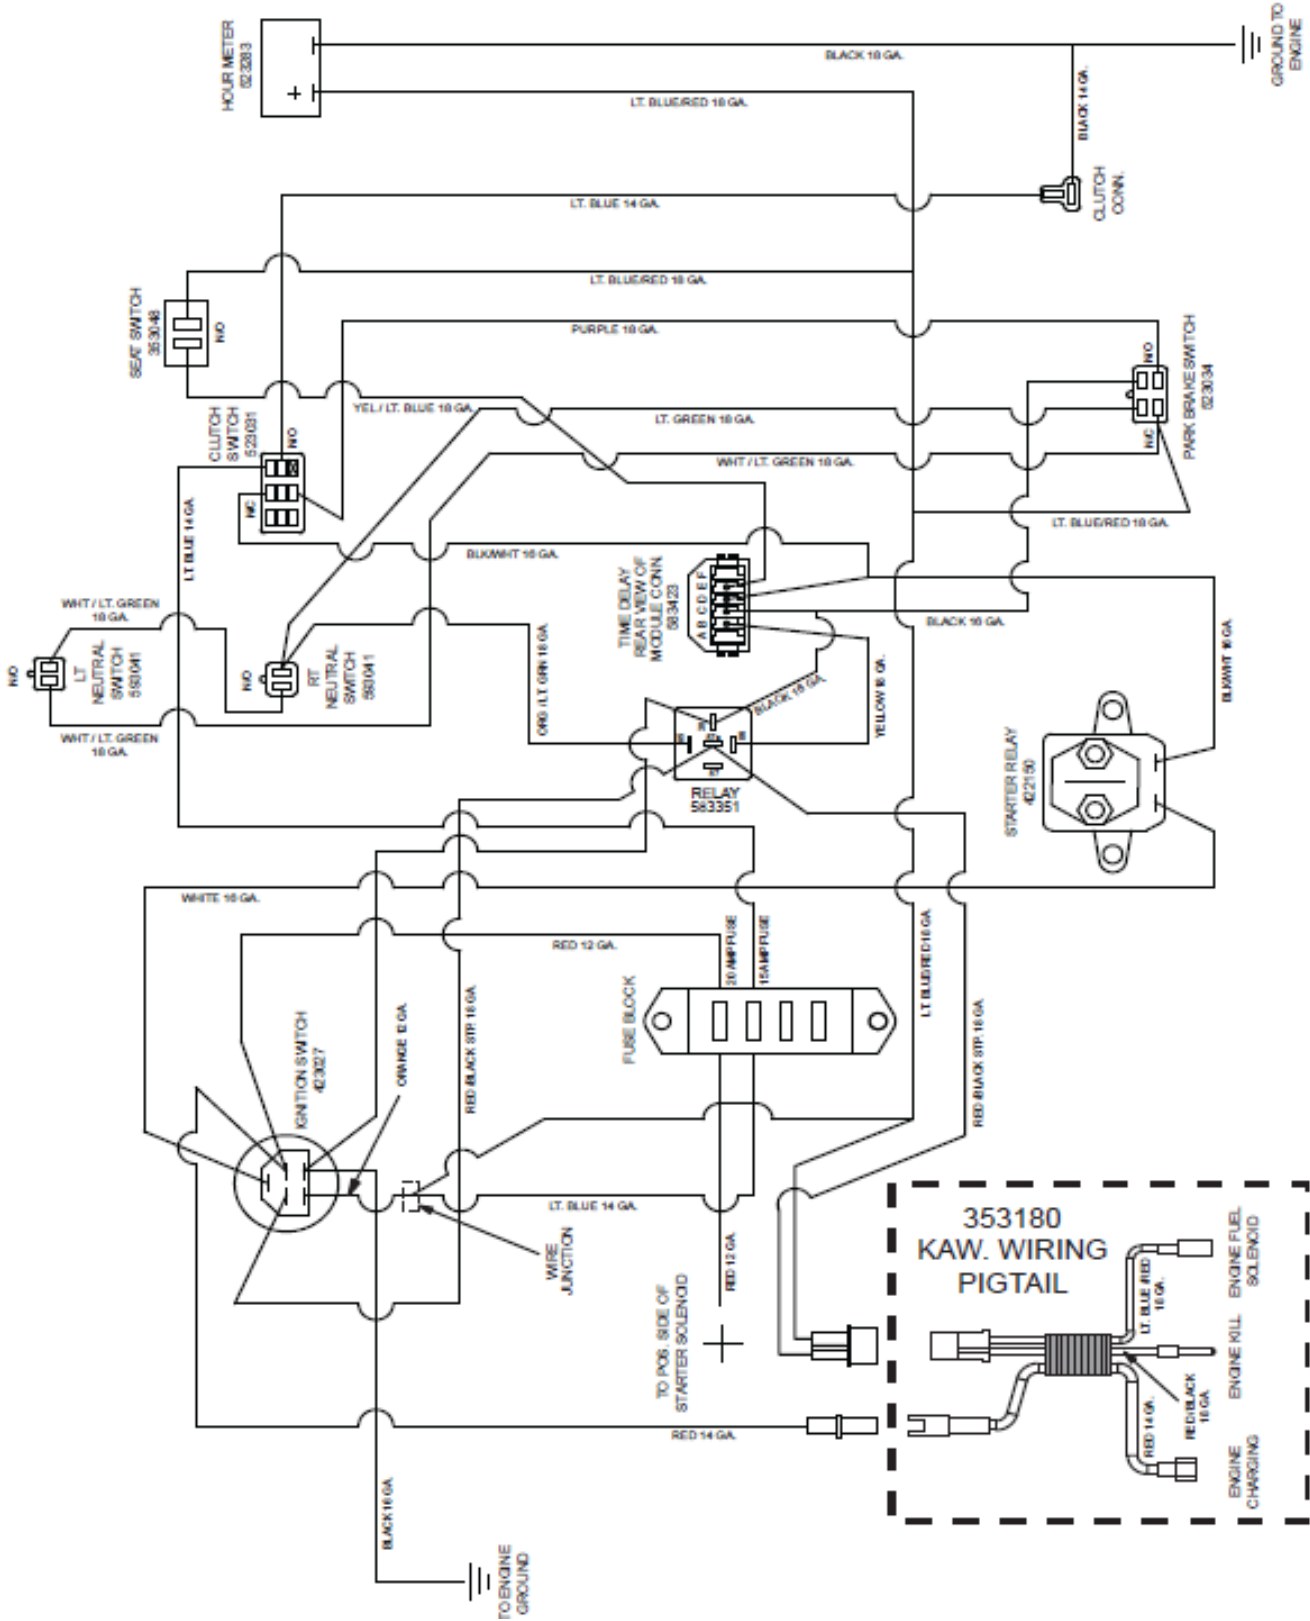 HOUR METER
523283
+
BLACK 18 GA.
GROUND TO
ENGINE
LT. BLUE/RED 18 GA.
BLACK 14 GA.
CLUTCH
CONN.
LT. BLUE 14 GA.
LT. BLUE/RED 18 GA.
SEAT SWITCH
353048
N/O
PURPLE 18 GA.
N/O
N/C
PARK BRAKE SWITCH
523034
YEL / LT. BLUE 18 GA.
LT. GREEN 18 GA.
CLUTCH
SWITCH
523031
N/O
N/C
WHT / LT. GREEN 18 GA.
LT. BLUE/RED 18 GA.
LT BLUE 14 GA.
BLK/WHT 16 GA.
TIME DELAY
REAR VIEW OF
MODULE CONN.
583423
A B C D E F
BLACK 16 GA.
BLK/WHT 16 GA
WHT / LT. GREEN
18 GA.
N/O
LT
NEUTRAL
SWITCH
593041
N/O
RT
NEUTRAL
SWITCH
593041
WHT / LT. GREEN
18 GA.
ORG /LT GRN 18 GA.
BLACK 16 GA.
YELLOW 18 GA.
87
RELAY
583351
STARTER RELAY
422150
WHITE 16 GA.
RED 12 GA.
20 AMP FUSE
15 AMP FUSE
FUSE BLOCK
LT BLUE/RED 18 GA.
RED /BLACK STP. 18 GA.
RED /BLACK STP. 18 GA.
ORANGE 12 GA.
IGNITION SWITCH
423027
LT. BLUE 14 GA.
WIRE
JUNCTION
RED 12 GA
TO POS. SIDE OF
STARTER SOLENOID
RED 14 GA.
BLACK 16 GA.
TO ENGINE
GROUND
353180
KAW. WIRING
PIGTAIL
LT. BLUE /RED
18 GA.
ENGINE FUEL
SOLENOID
ENGINE KILL
RED/BLACK
18 GA.
RED 14 GA.
ENGINE
CHARGING